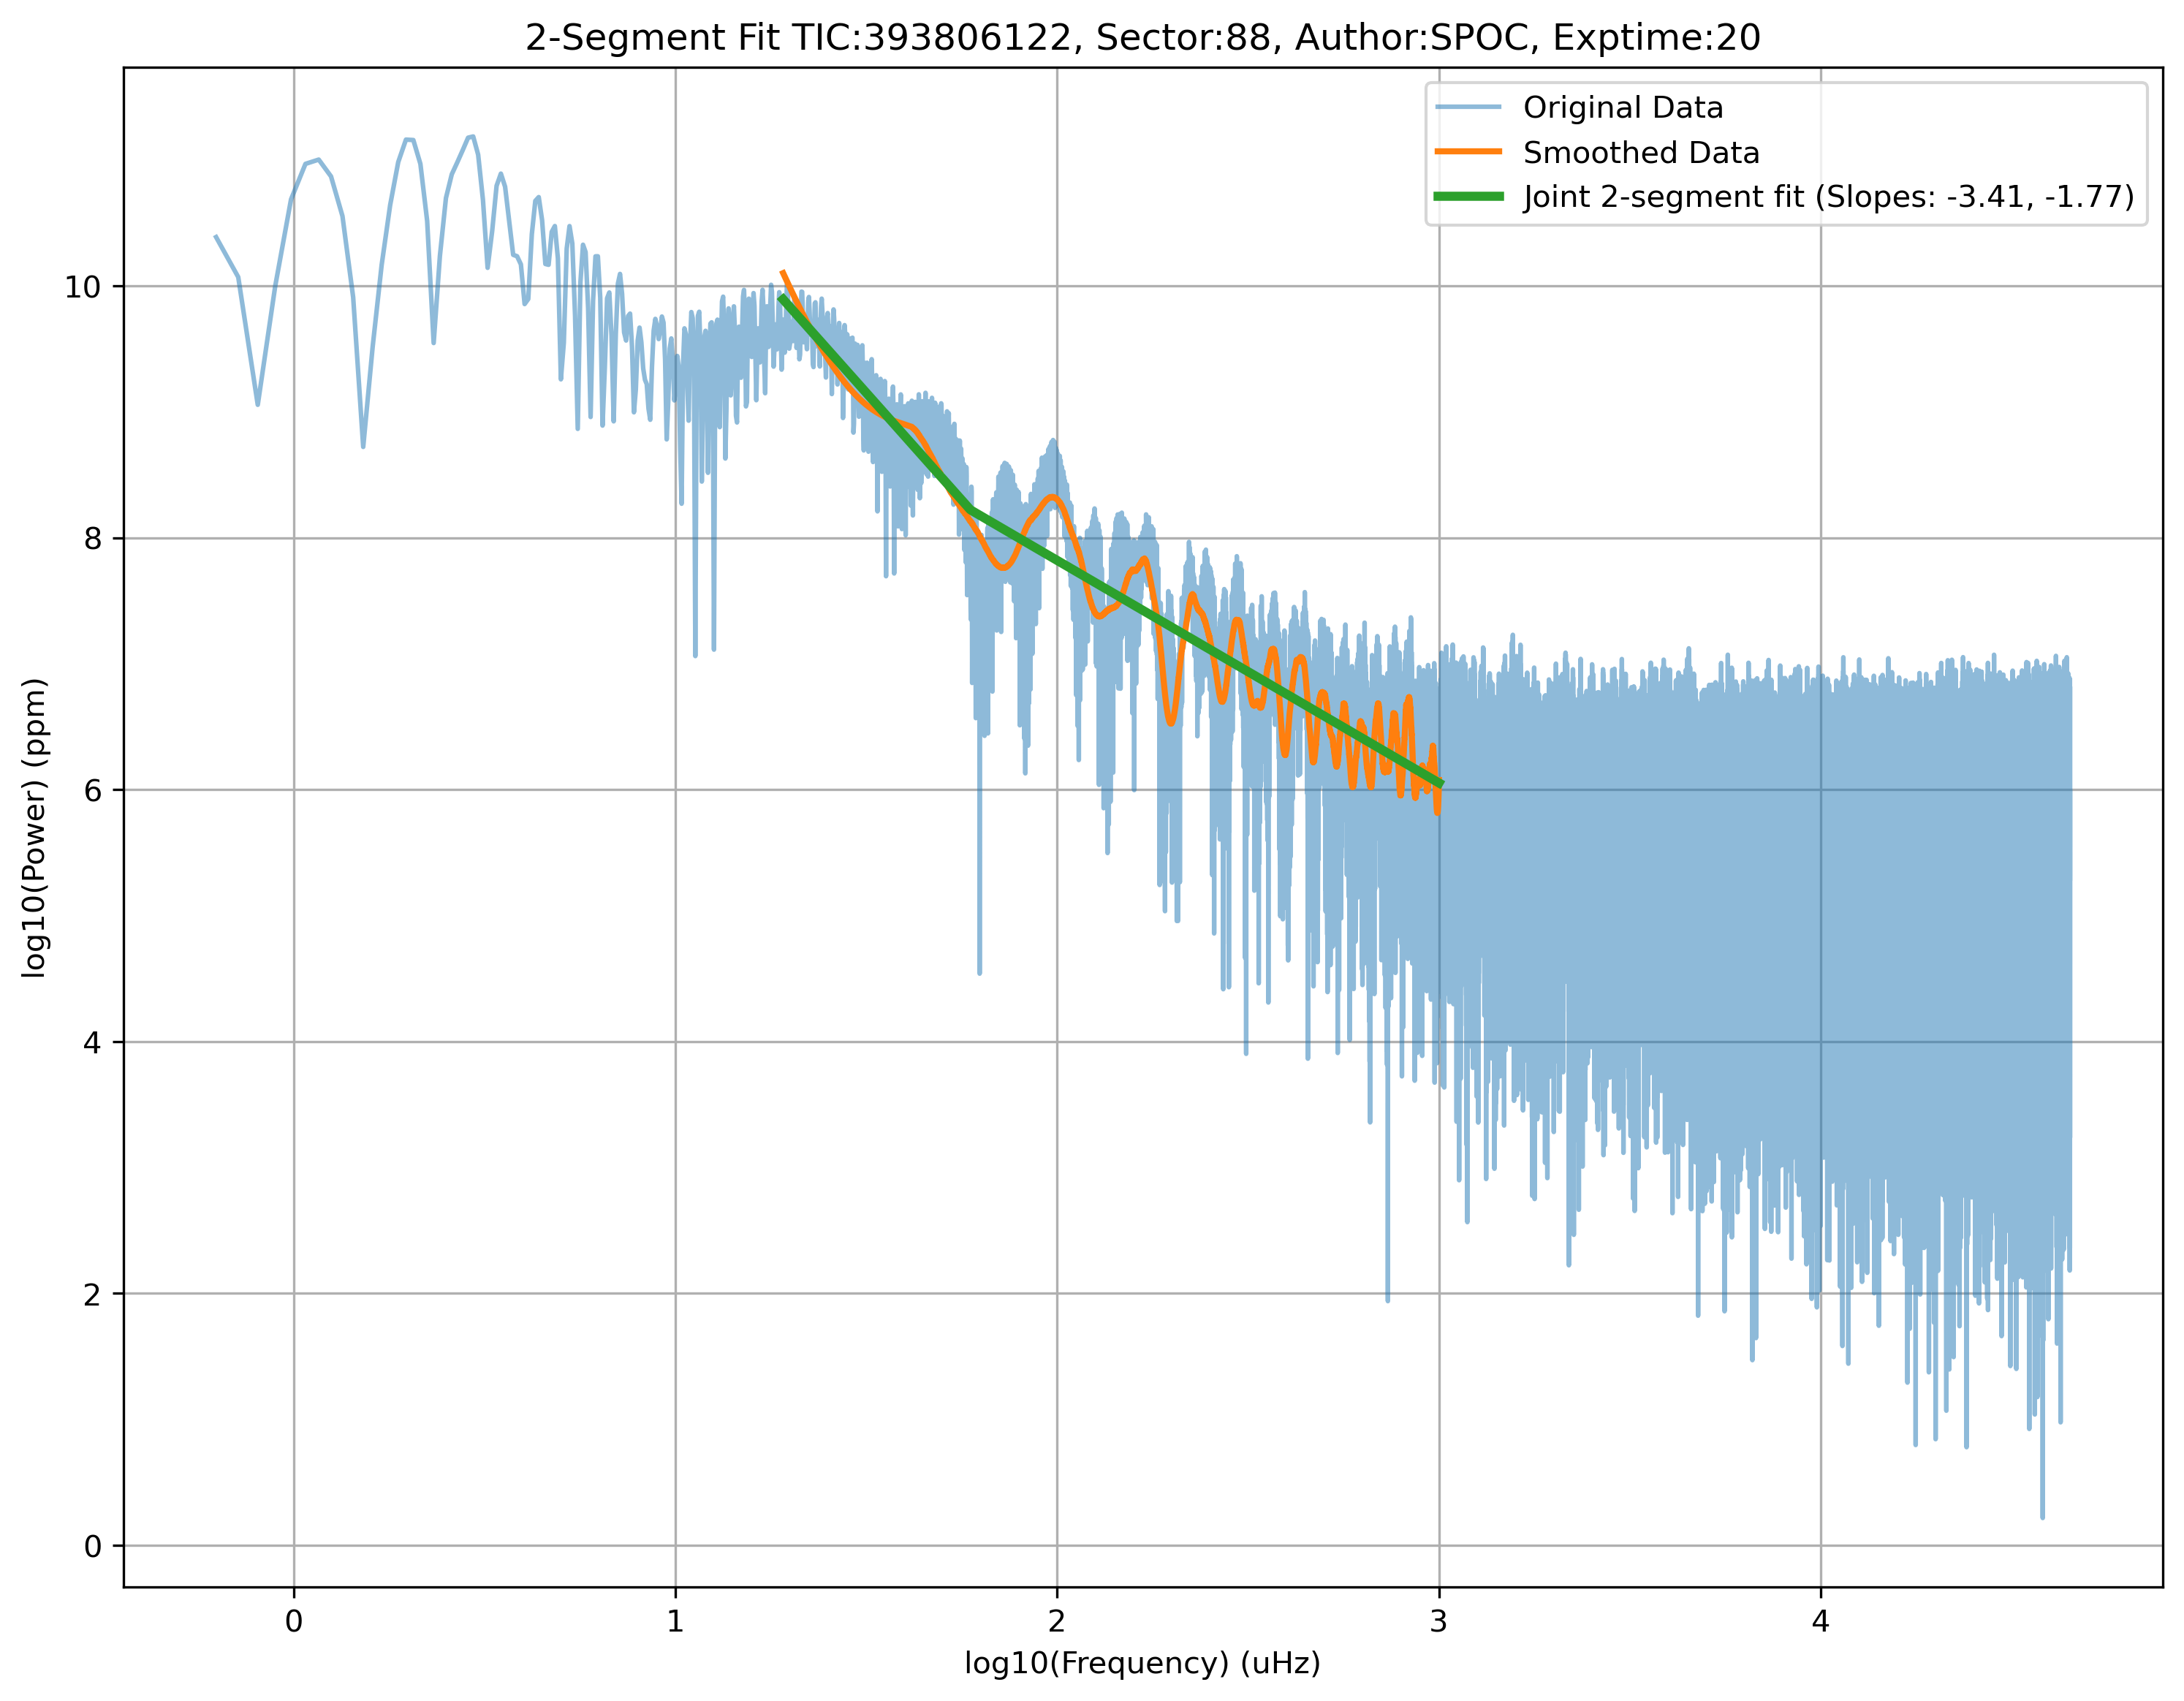 2-Segment Fit TIC:393806122, Sector:88, Author:SPOC, Exptime:20
Original Data
Smoothed Data
Joint 2-segment fit (Slopes: -3.41, -1.77)
log10(Power) (ppm)
10
8
6
4
2
0
0 1 2 3 4
log10(Frequency) (uHz)